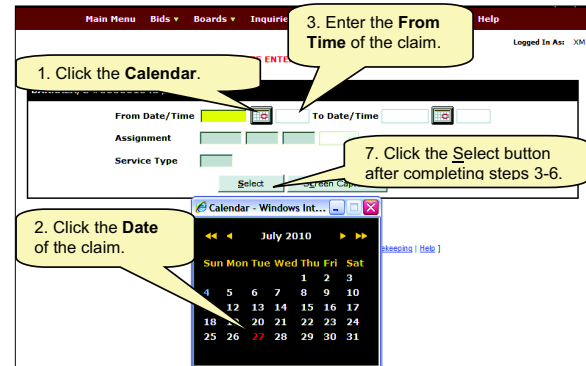 Main Menu Bids Boards Inquiries Help
3. Enter the From
Time of the claim.
Logged In As: XM
1. Click the Calendar.
From Date/Time To Date/Time
Assignment
Service Type
7. Click the Select button
after completing steps 3-6.
Select Screen
Calendar - Windows Int...
2. Click the Date
of the claim.
July 2010
ekeeping | Help ]
Sun Mon Tue Wed Thu Fri Sat
1 2 3
4 5 6 7 8 9 10
12 13 14 15 16 17
18 19 20 21 22 23 24
25 26 27 28 29 30 31